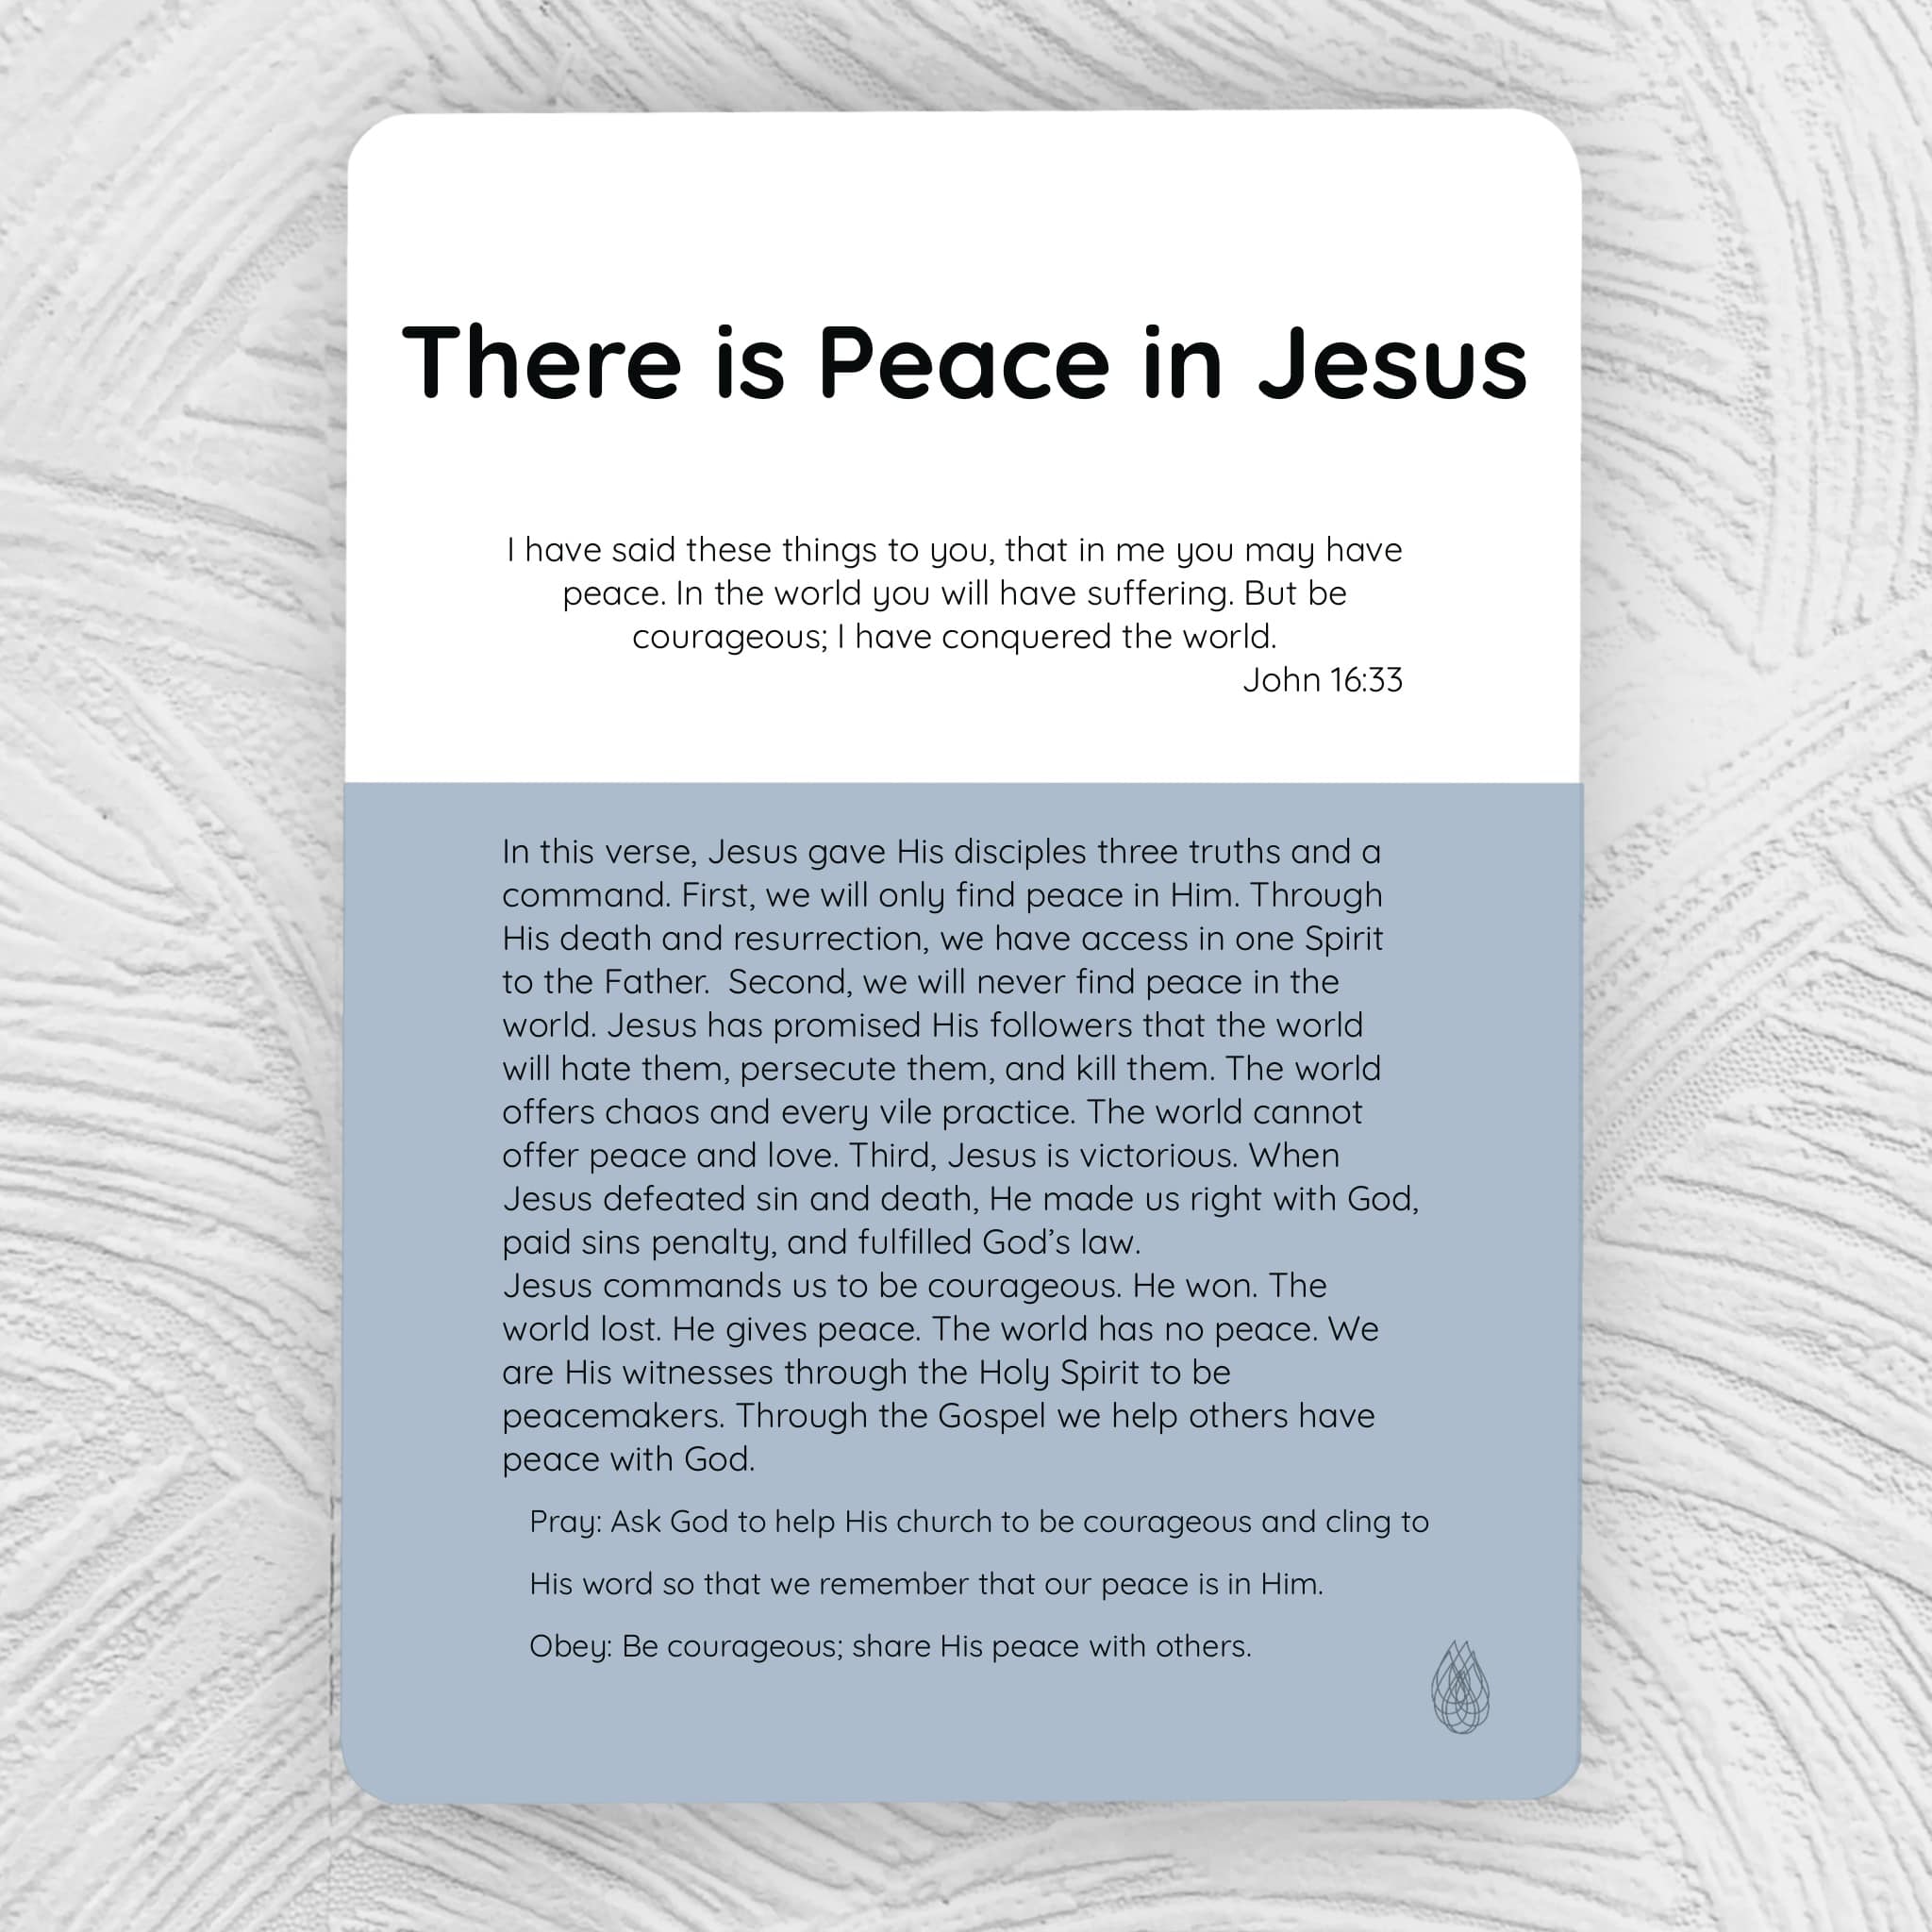 There is Peace in Jesus
I have said these things to you, that in me you may have
peace. In the world you will have suffering. But be
courageous; I have conquered the world.
John 16:33
In this verse, Jesus gave His disciples three truths and a
command. First, we will only find peace in Him. Through
His death and resurrection, we have access in one Spirit
to the Father.  Second, we will never find peace in the
world. Jesus has promised His followers that the world
will hate them, persecute them, and kill them. The world
offers chaos and every vile practice. The world cannot
offer peace and love. Third, Jesus is victorious. When
Jesus defeated sin and death, He made us right with God,
paid sins penalty, and fulfilled God’s law.
Jesus commands us to be courageous. He won. The
world lost. He gives peace. The world has no peace. We
are His witnesses through the Holy Spirit to be
peacemakers. Through the Gospel we help others have
peace with God.
Pray: Ask God to help His church to be courageous and cling to
His word so that we remember that our peace is in Him.
Obey: Be courageous; share His peace with others.